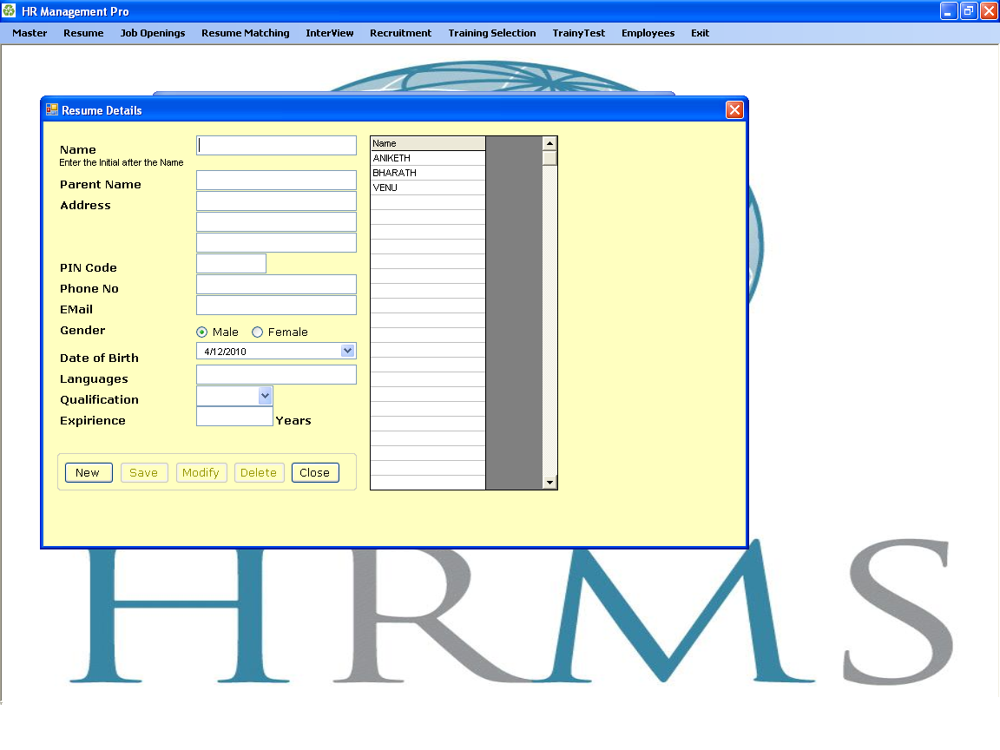 HR Management Pro
Master Resume Job Openings Resume Matching InterView Recruitment Training Selection TrainyTest Employees Exit
Resume Details
Name
Enter the Initial after the Name
Parent Name
Address
PIN Code
Phone No
EMail
Gender Male Female
Date of Birth 4/12/2010
Languages
Qualification
Expirience Years
New Save Modify Delete Close
Name
ANIKETH
BHARATH
VENU
HRMS